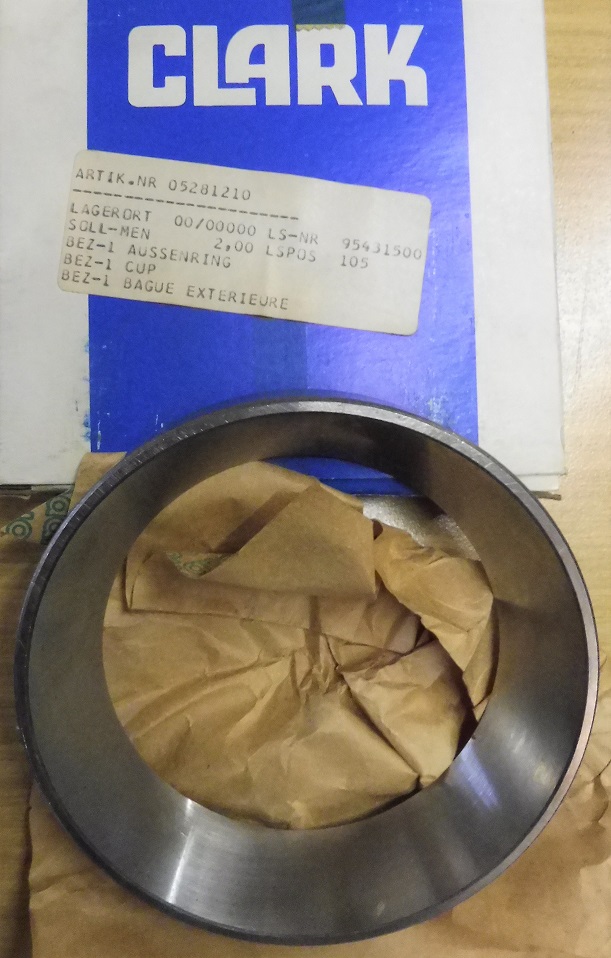 CLARK
ARTIK.NR 05281210
--------------------
LAGERORT 00/00000 LS-NR 95431500
SOLL-MEN 2,00 LSPOS 105
BEZ-1 AUSSENRING
BEZ-1 CUP
BEZ-1 BAGUE EXTERIEURE